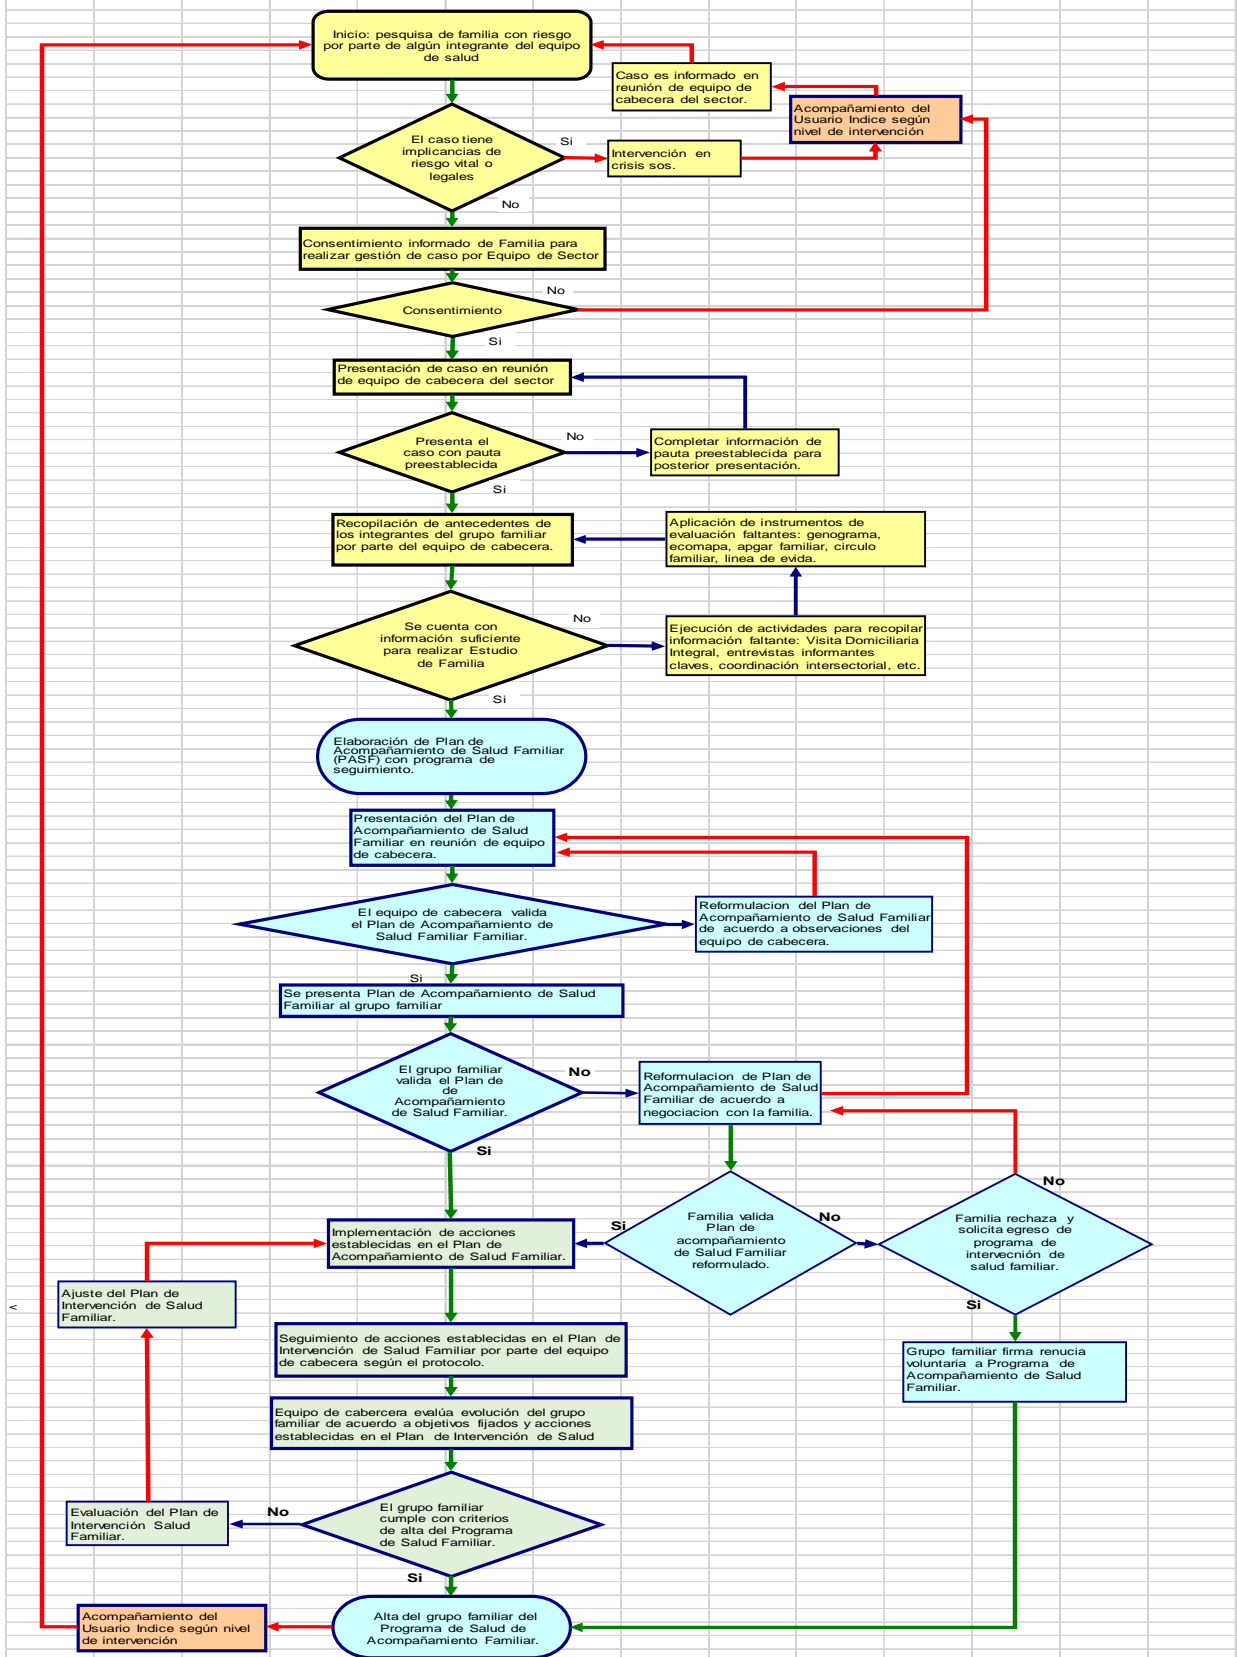 Inicio: pesquisa de familia con riesgo
por parte de algún integrante del equipo
de salud
Caso es informado en
reunión de equipo de
cabecera del sector.
Acompañamiento del
Usuario Indice según
nivel de intervención
El caso tiene
implicancias de
riesgo vital o
legales
Si
Intervención en
crisis sos.
No
Consentimiento informado de Familia para
realizar gestión de caso por Equipo de Sector
No
Consentimiento
Si
Presentación de caso en reunión
de equipo de cabecera del sector
Presenta el
caso con pauta
preestablecida
No
Completar información de
pauta preestablecida para
posterior presentación.
Si
Recopilación de antecedentes de
los integrantes del grupo familiar
por parte del equipo de cabecera.
Aplicación de instrumentos de
evaluación faltantes: genograma,
ecomapa, apgar familiar, circulo
familiar, linea de evida.
Se cuenta con
información suficiente
para realizar Estudio
de Familia
No
Ejecución de actividades para recopilar
información faltante: Visita Domiciliaria
Integral, entrevistas informantes
claves, coordinación intersectorial, etc.
Si
Elaboración de Plan de
Acompañamiento de Salud Familiar
(PASF) con programa de
seguimiento.
Presentación del Plan de
Acompañamiento de Salud
Familiar en reunión de equipo
de cabecera.
El equipo de cabecera valida
el Plan de Acompañamiento de
Salud Familiar Familiar.
Reformulacion del Plan de
Acompañamiento de Salud Familiar
de acuerdo a observaciones del
equipo de cabecera.
Si
Se presenta Plan de Acompañamiento de Salud
Familiar al grupo familiar
El grupo familiar
valida el Plan de
de
Acompañamiento
de Salud Familiar.
No
Reformulacion de Plan de
Acompañamiento de Salud
Familiar de acuerdo a
negociacion con la familia.
Si
Familia valida
Plan de
acompañamiento
de Salud Familiar
reformulado.
Si
No
Familia rechaza y
solicita egreso de
programa de
intervecnión de
salud familiar.
No
Si
Implementación de acciones
establecidas en el Plan de
Acompañamiento de Salud Familiar.
Ajuste del Plan de
Intervención de Salud
Familiar.
<
Seguimiento de acciones establecidas en el Plan de
Intervención de Salud Familiar por parte del equipo
de cabecera según el protocolo.
Grupo familiar firma renucia
voluntaria a Programa de
Acompañamiento de Salud
Familiar.
Equipo de cabercera evalúa evolución del grupo
familiar de acuerdo a objetivos fijados y acciones
establecidas en el Plan de Intervención de Salud
El grupo familiar
cumple con criterios
de alta del Programa
de Salud Familiar.
No
Evaluación del Plan de
Intervención Salud
Familiar.
Si
Alta del grupo familiar del
Programa de Salud de
Acompañamiento Familiar.
Acompañamiento del
Usuario Indice según nivel
de intervención